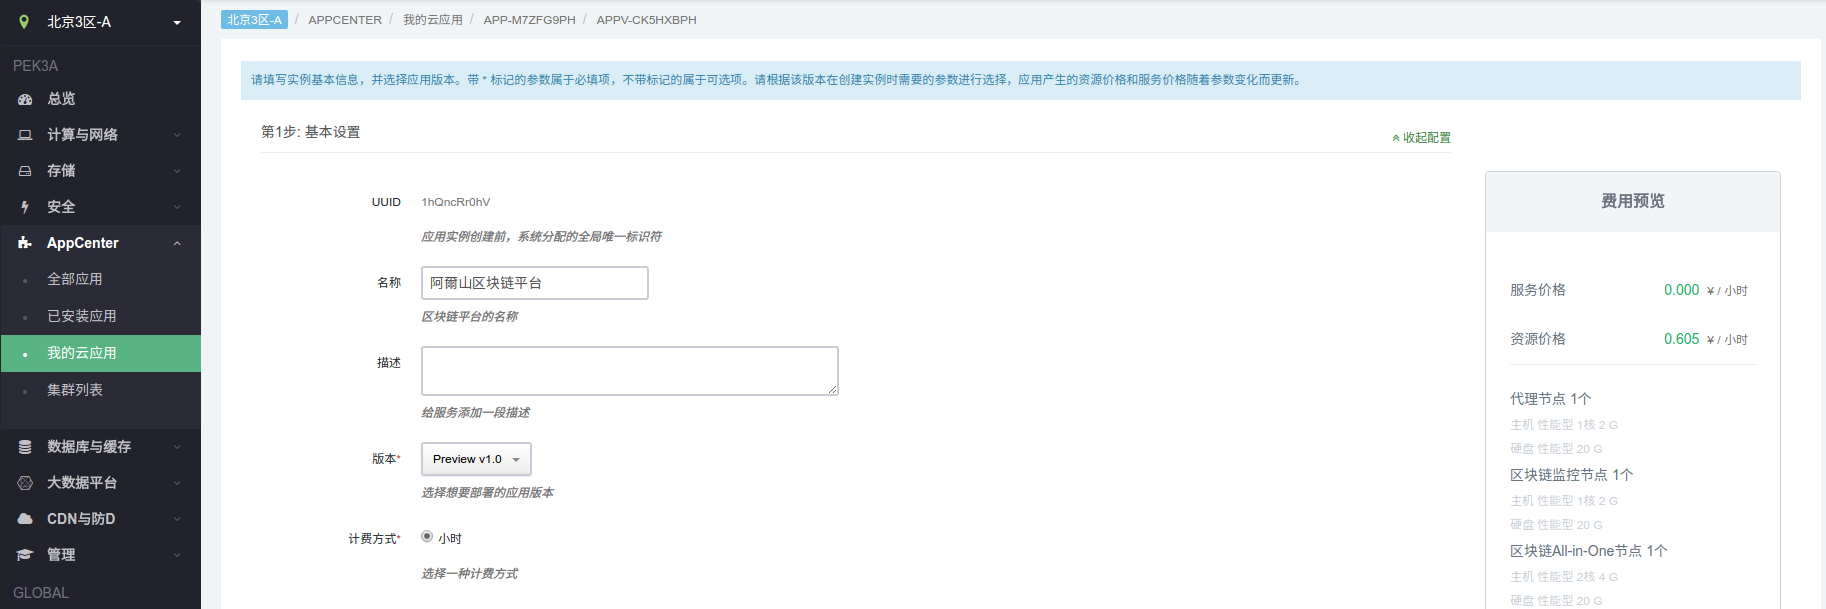 北京3区-A
PEK3A
总览
计算与网络
存储
安全
AppCenter
全部应用
已安装应用
我的云应用
集群列表
数据库与缓存
大数据平台
CDN与防D
管理
GLOBAL
北京3区-A / APPCENTER / 我的云应用 / APP-M7ZFG9PH / APPV-CK5HXBPH
请填写实例基本信息，并选择应用版本。带 * 标记的参数属于必填项，不带标记的属于可选项。请根据该版本在创建实例时需要的参数进行选择，应用产生的资源价格和服务价格随着参数变化而更新。
第1步: 基本设置
收起配置
UUID 1hQncRr0hV
应用实例创建前，系统分配的全局唯一标识符
名称 阿爾山区块链平台
区块链平台的名称
描述
给服务添加一段描述
版本* Preview v1.0
选择想要部署的应用版本
计费方式* 小时
选择一种计费方式
费用预览
服务价格 0.000 ¥ / 小时
资源价格 0.605 ¥ / 小时
代理节点 1个
主机 性能型 1核 2 G
硬盘 性能型 20 G
区块链监控节点 1个
主机 性能型 1核 2 G
硬盘 性能型 20 G
区块链All-in-One节点 1个
主机 性能型 2核 4 G
硬盘 性能型 20 G